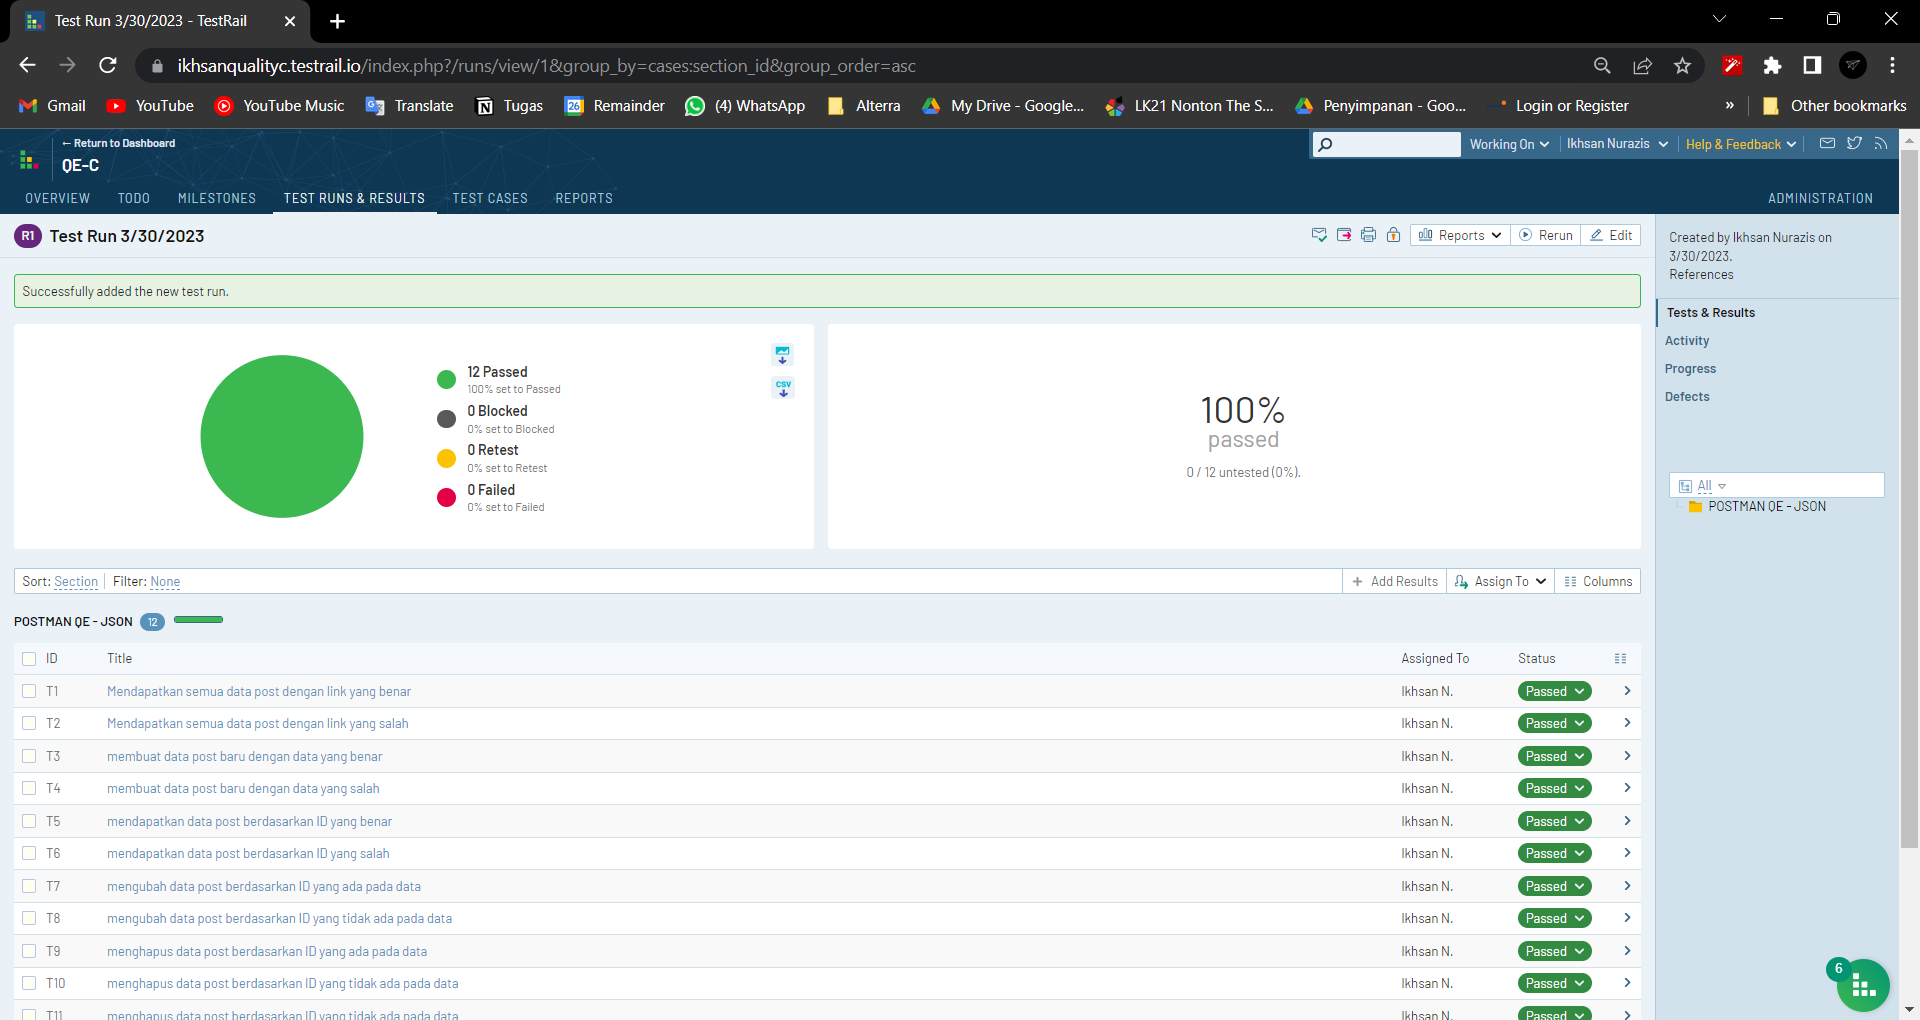 Test Run 3/30/2023 - TestRail
ikhsanqualityc.testrail.io/index.php?/runs/view/1&group_by=cases:section_id&group_order=asc
Gmail YouTube YouTube Music Translate Tugas 26 Remainder (4) WhatsApp Alterra My Drive - Google... LK21 Nonton The S... Penyimpanan - Goo... Login or Register » Other bookmarks
← Return to Dashboard
QE-C
Working On Ikhsan Nurazis Help & Feedback
OVERVIEW TODO MILESTONES TEST RUNS & RESULTS TEST CASES REPORTS ADMINISTRATION
R1 Test Run 3/30/2023
Reports Rerun Edit
Created by Ikhsan Nurazis on
3/30/2023.
References
Successfully added the new test run.
Tests & Results
Activity
Progress
Defects
12 Passed
100% set to Passed
0 Blocked
0% set to Blocked
0 Retest
0% set to Retest
0 Failed
0% set to Failed
CSV
100%
passed
0 / 12 untested (0%).
All
POSTMAN QE - JSON
Sort: Section Filter: None
+ Add Results Assign To Columns
POSTMAN QE - JSON 12
ID Title Assigned To Status
T1 Mendapatkan semua data post dengan link yang benar Ikhsan N. Passed
T2 Mendapatkan semua data post dengan link yang salah Ikhsan N. Passed
T3 membuat data post baru dengan data yang benar Ikhsan N. Passed
T4 membuat data post baru dengan data yang salah Ikhsan N. Passed
T5 mendapatkan data post berdasarkan ID yang benar Ikhsan N. Passed
T6 mendapatkan data post berdasarkan ID yang salah Ikhsan N. Passed
T7 mengubah data post berdasarkan ID yang ada pada data Ikhsan N. Passed
T8 mengubah data post berdasarkan ID yang tidak ada pada data Ikhsan N. Passed
T9 menghapus data post berdasarkan ID yang ada pada data Ikhsan N. Passed
T10 menghapus data post berdasarkan ID yang tidak ada pada data Ikhsan N. Passed
T11 menghapus data post berdasarkan ID yang tidak ada pada data Ikhsan N. Passed
6